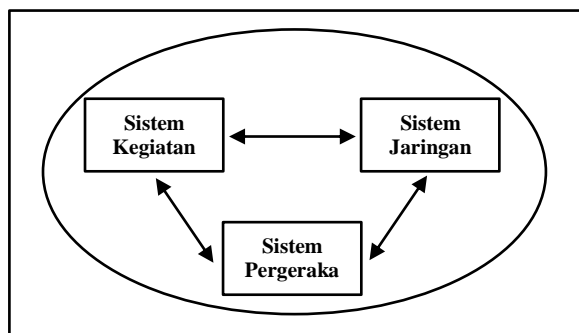 Sistem
Kegiatan
Sistem
Jaringan
Sistem
Pergeraka